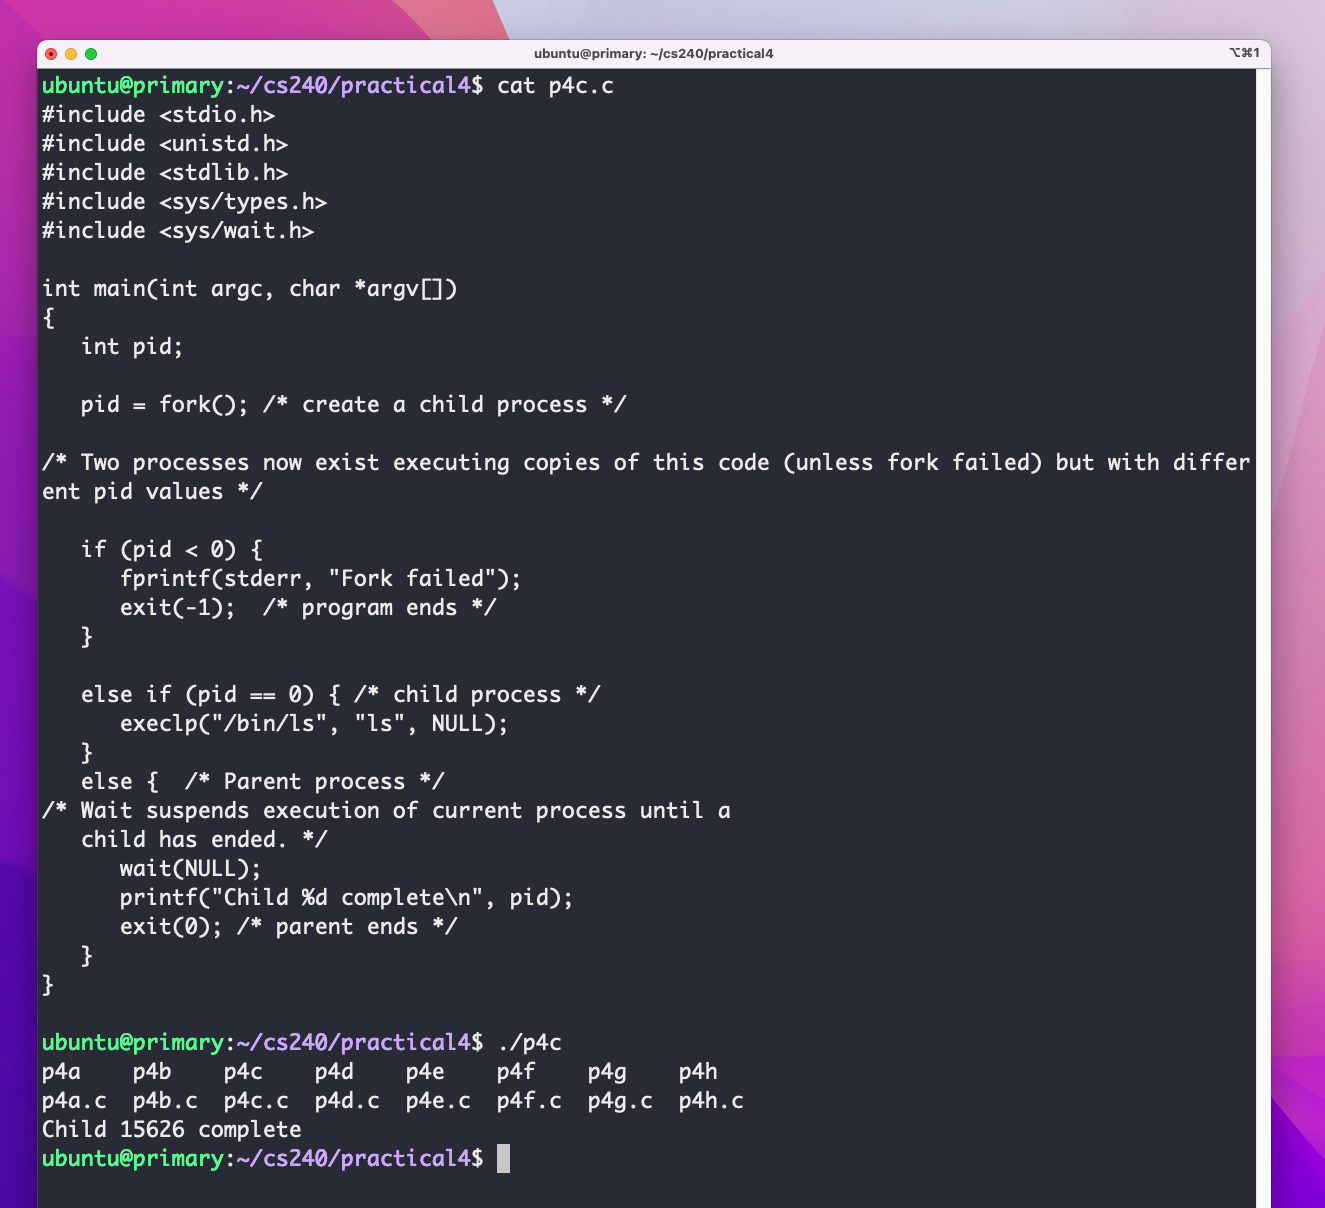 ubuntu@primary: ~/cs240/practical4
⌥⌘1
ubuntu@primary:~/cs240/practical4$ cat p4c.c
#include <stdio.h>
#include <unistd.h>
#include <stdlib.h>
#include <sys/types.h>
#include <sys/wait.h>

int main(int argc, char *argv[])
{
   int pid;

   pid = fork(); /* create a child process */

/* Two processes now exist executing copies of this code (unless fork failed) but with differ
ent pid values */

   if (pid < 0) {
      fprintf(stderr, "Fork failed");
      exit(-1);  /* program ends */
   }

   else if (pid == 0) { /* child process */
      execlp("/bin/ls", "ls", NULL);
   }
   else {  /* Parent process */
/* Wait suspends execution of current process until a
   child has ended. */
      wait(NULL);
      printf("Child %d complete\n", pid);
      exit(0); /* parent ends */
   }
}

ubuntu@primary:~/cs240/practical4$ ./p4c
p4a    p4b    p4c    p4d    p4e    p4f    p4g    p4h
p4a.c  p4b.c  p4c.c  p4d.c  p4e.c  p4f.c  p4g.c  p4h.c
Child 15626 complete
ubuntu@primary:~/cs240/practical4$